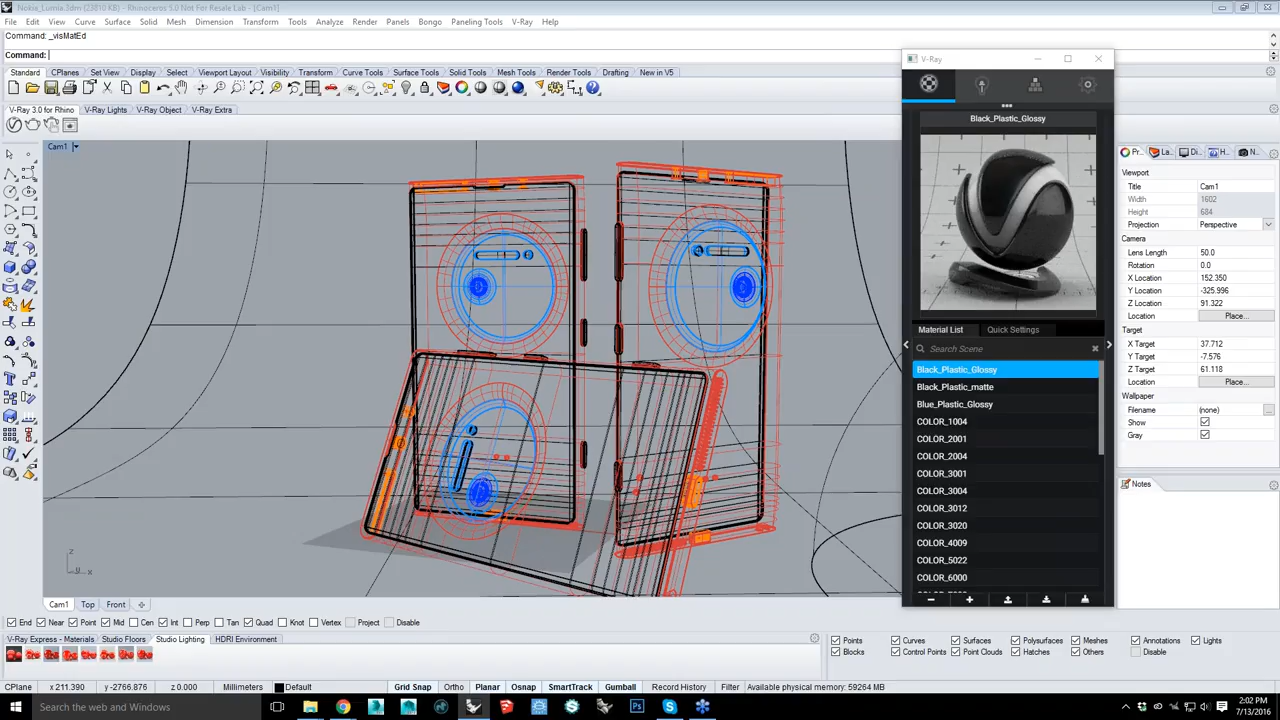 Nokia_Lumia.3dm (23810 KB) - Rhinoceros 5.0 Not For Resale Lab - [Cam1]
File Edit View Curve Surface Solid Mesh Dimension Transform Tools Analyze Render Panels Bongo Paneling Tools V-Ray Help
Command: _visMatEd
Command:
Standard CPlanes Set View Display Select Viewport Layout Visibility Transform Curve Tools Surface Tools Solid Tools Mesh Tools Render Tools Drafting New in V5
V-Ray 3.0 for Rhino V-Ray Lights V-Ray Object V-Ray Extra
Cam1
V-Ray
Black_Plastic_Glossy
Material List Quick Settings
Search Scene
Black_Plastic_Glossy
Black_Plastic_matte
Blue_Plastic_Glossy
COLOR_1004
COLOR_2001
COLOR_2004
COLOR_3001
COLOR_3004
COLOR_3012
COLOR_3020
COLOR_4009
COLOR_5022
COLOR_6000
Pr... La... Di... H... N...
Viewport
Title Cam1
Width 1602
Height 684
Projection Perspective
Camera
Lens Length 50.0
Rotation 0.0
X Location 152.350
Y Location -325.996
Z Location 91.322
Location Place...
Target
X Target 37.712
Y Target -7.576
Z Target 61.118
Location Place...
Wallpaper
Filename (none) ...
Show
Gray
Notes
z
y x
Cam1 Top Front
End Near Point Mid Cen Int Perp Tan Quad Knot Vertex Project Disable
V-Ray Express - Materials Studio Floors Studio Lighting HDRI Environment
Points Curves Surfaces Polysurfaces Meshes Annotations Lights
Blocks Control Points Point Clouds Hatches Others Disable
CPlane x 211.390 y -2766.876 z 0.000 Millimeters Default Grid Snap Ortho Planar Osnap SmartTrack Gumball Record History Filter Available physical memory: 59264 MB
Search the web and Windows
2:02 PM
7/13/2016